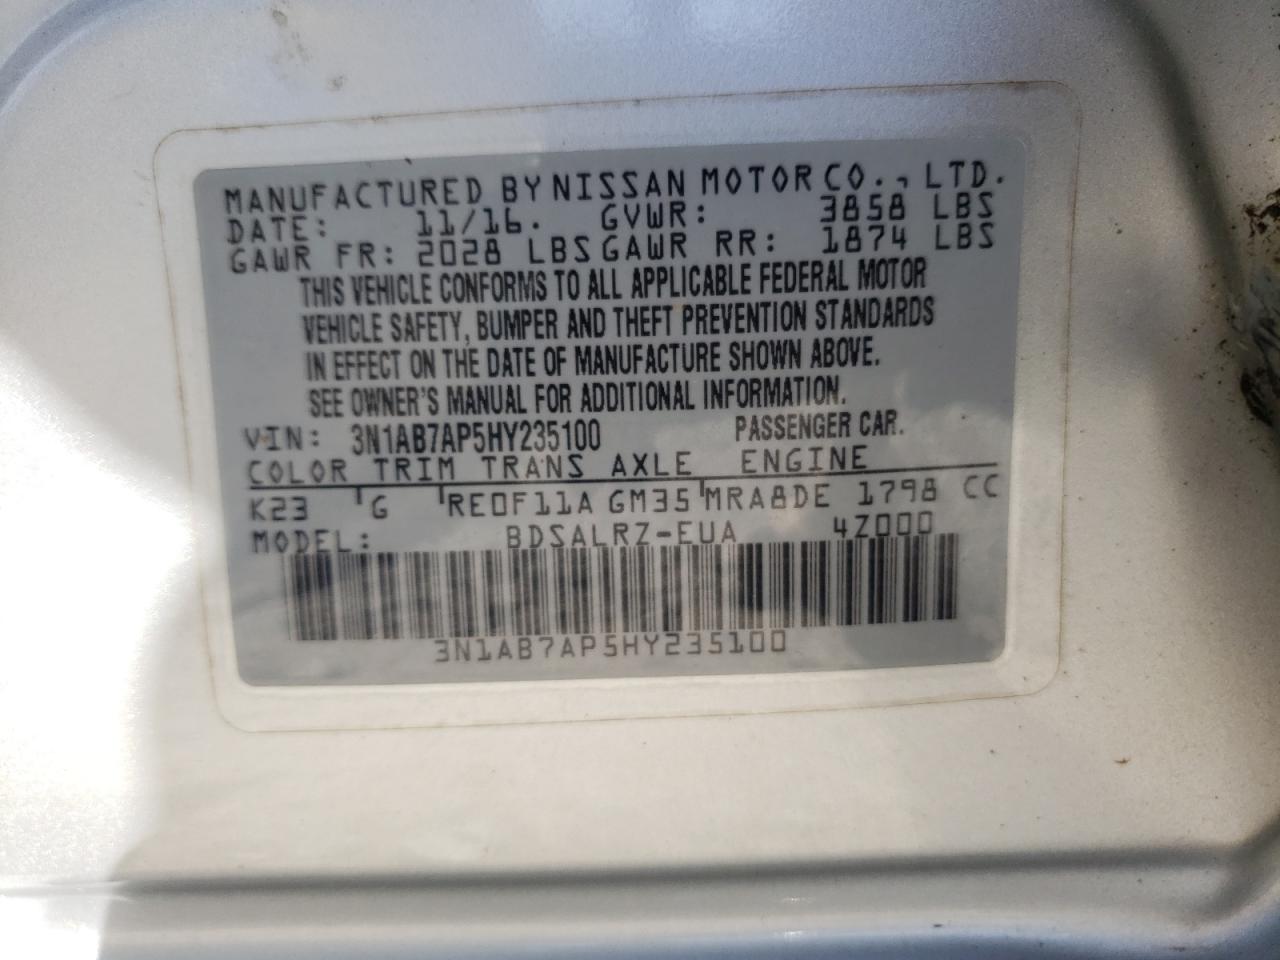 MANUFACTURED BY NISSAN MOTOR CO., LTD.
DATE: 11/16. GVWR: 3858 LBS
GAWR FR: 2028 LBS GAWR RR: 1874 LBS
THIS VEHICLE CONFORMS TO ALL APPLICABLE FEDERAL MOTOR
VEHICLE SAFETY, BUMPER AND THEFT PREVENTION STANDARDS
IN EFFECT ON THE DATE OF MANUFACTURE SHOWN ABOVE.
SEE OWNER'S MANUAL FOR ADDITIONAL INFORMATION.
VIN: 3N1AB7AP5HY235100 PASSENGER CAR.
COLOR TRIM TRANS AXLE ENGINE
K23 G RE0F11A GM35 MRA8DE 1798 CC
MODEL: BDSALRZ-EUA 4Z000
3N1AB7AP5HY235100